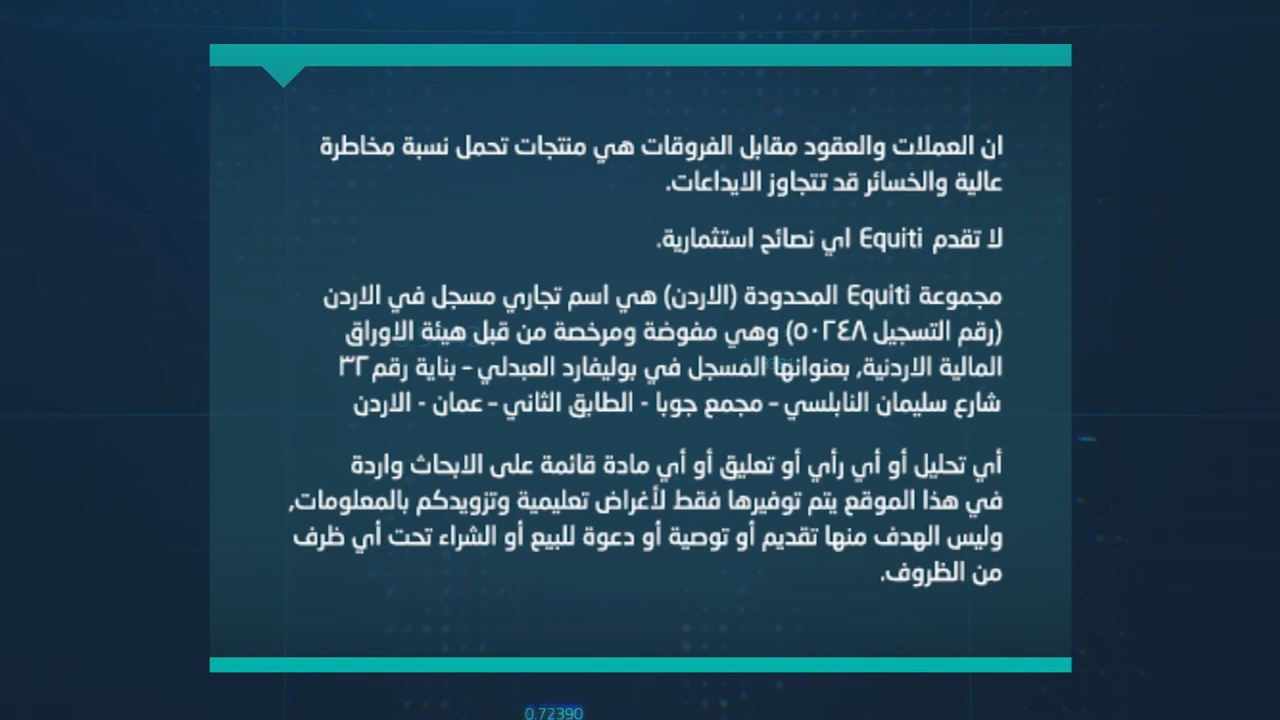 ان العملات والعقود مقابل الفروقات هي منتجات تحمل نسبة مخاطرة
عالية والخسائر قد تتجاوز الايداعات.
لا تقدم Equiti اي نصائح استثمارية.
مجموعة Equiti المحدودة (الاردن) هي اسم تجاري مسجل في الاردن
(رقم التسجيل ٥٠٢٤٨) وهي مفوضة ومرخصة من قبل هيئة الاوراق
المالية الاردنية, بعنوانها المسجل في بوليفارد العبدلي – بناية رقم ٣٢
شارع سليمان النابلسي – مجمع جوبا - الطابق الثاني – عمان - الاردن
أي تحليل أو أي رأي أو تعليق أو أي مادة قائمة على الابحاث واردة
في هذا الموقع يتم توفيرها فقط لأغراض تعليمية وتزويدكم بالمعلومات,
وليس الهدف منها تقديم أو توصية أو دعوة للبيع أو الشراء تحت أي ظرف
من الظروف.
0.72390